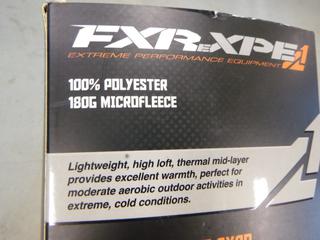 FXR eXPE
EXTREME PERFORMANCE EQUIPMENT
100% POLYESTER
180G MICROFLEECE
Lightweight, high loft, thermal mid-layer
provides excellent warmth, perfect for
moderate aerobic outdoor activities in
extreme, cold conditions.